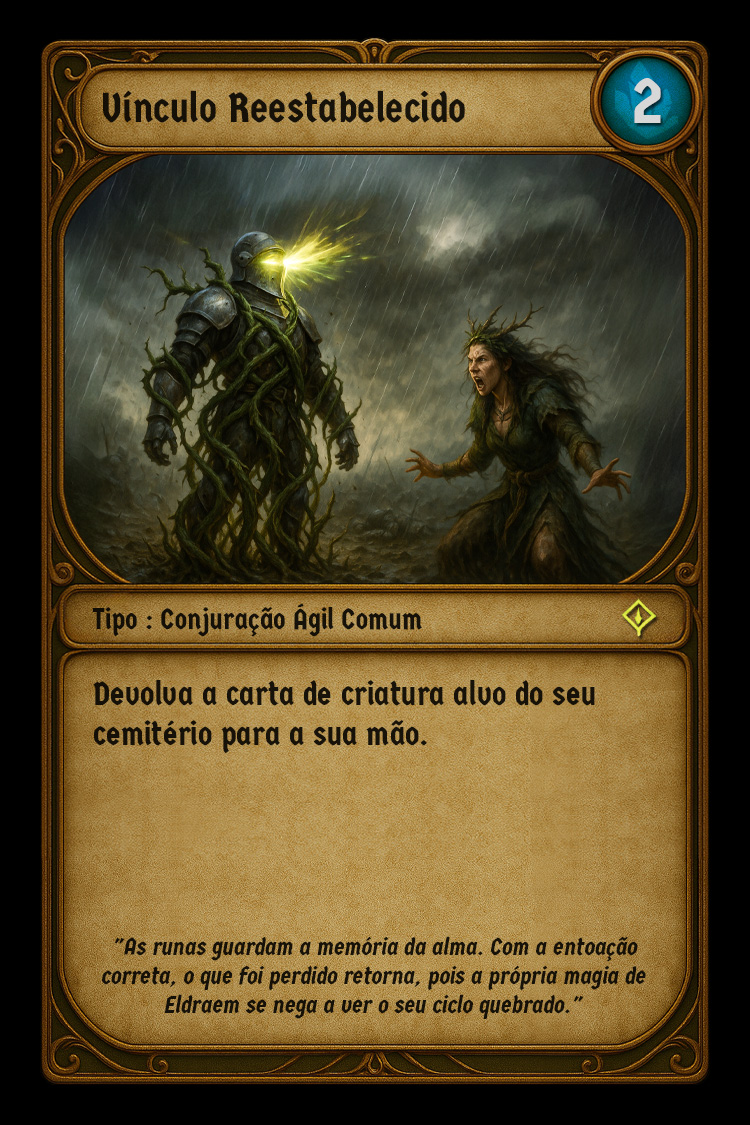 Vínculo Reestabelecido
2
Tipo : Conjuração Ágil Comum
Devolva a carta de criatura alvo do seu
cemitério para a sua mão.
"As runas guardam a memória da alma. Com a entoação
correta, o que foi perdido retorna, pois a própria magia de
Eldraem se nega a ver o seu ciclo quebrado."